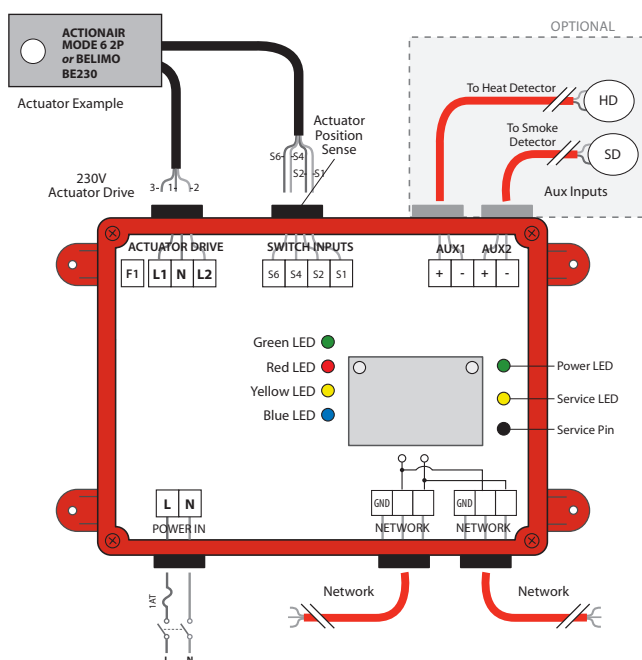 ACTIONAIR
MODE 6 2P
or BELIMO
BE230
Actuator Example
OPTIONAL
To Heat Detector
HD
To Smoke
Detector
SD
Aux Inputs
Actuator
Position
Sense
S6- -S4
S2- -S1
230V
Actuator Drive
3- 1- -2
ACTUATOR DRIVE
SWITCH INPUTS
AUX1 AUX2
F1 L1 N L2
S6 S4 S2 S1
+ - + -
Green LED
Red LED
Yellow LED
Blue LED
Power LED
Service LED
Service Pin
L N
POWER IN
GND
NETWORK
GND
NETWORK
1AT
L N
Network
Network